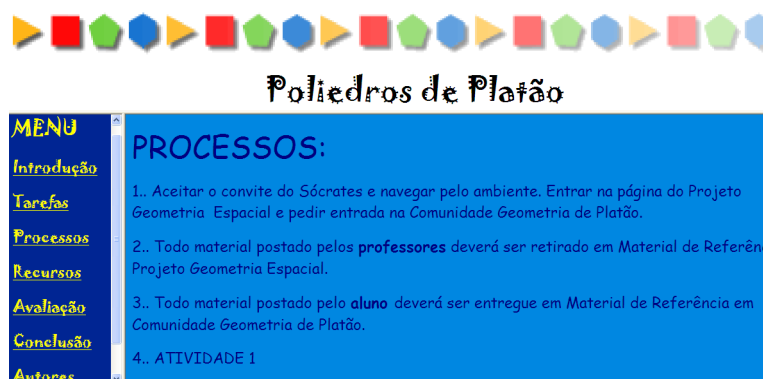 Poliedros de Platão
MENU
Introdução
Tarefas
Processos
Recursos
Avaliação
Conclusão
Autores
PROCESSOS:
1.. Aceitar o convite do Sócrates e navegar pelo ambiente. Entrar na página do Projeto
Geometria Espacial e pedir entrada na Comunidade Geometria de Platão.
2.. Todo material postado pelos professores deverá ser retirado em Material de
Projeto Geometria Espacial.
3.. Todo material postado pelo aluno deverá ser entregue em Material de Referência em
Comunidade Geometria de Platão.
4.. ATIVIDADE 1